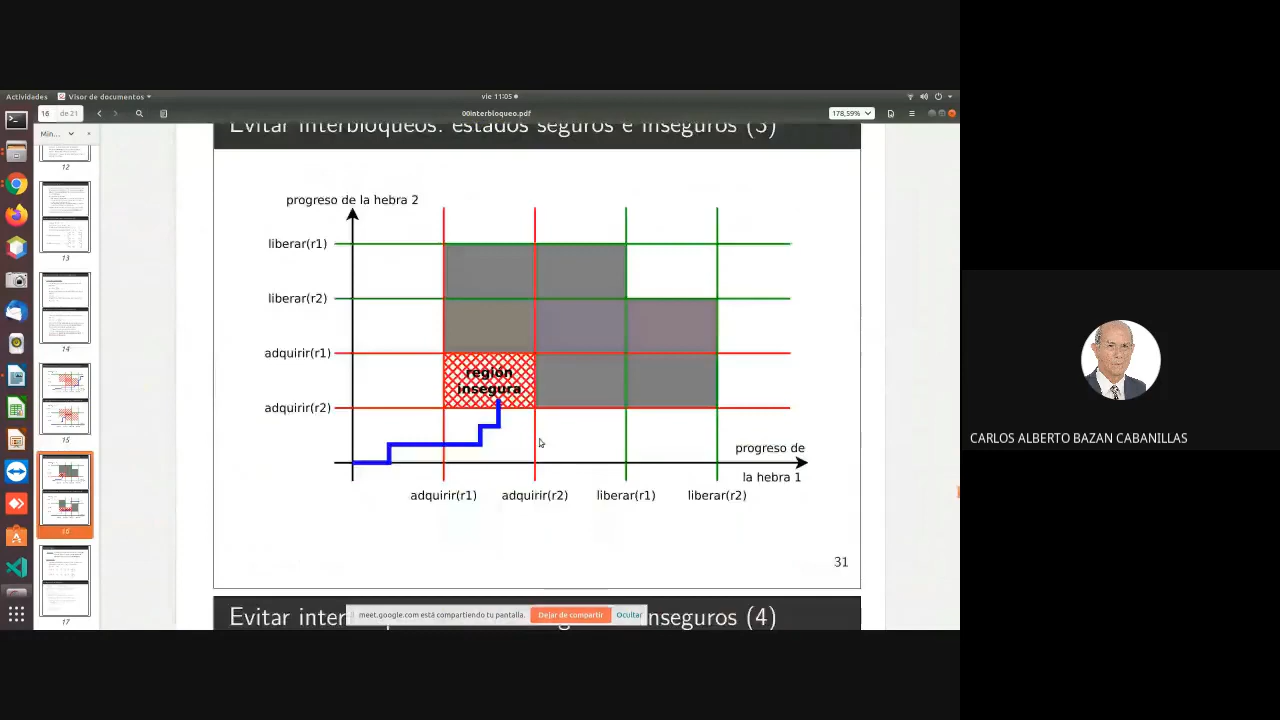 Actividades
Visor de documentos
vie 11:05
16
de 21
00interbloqueo.pdf
178,59%
Min...
Evitar interbloqueos: estados seguros e inseguros (3)
12
13
14
15
16
17
progreso de la hebra 2
liberar(r1)
liberar(r2)
adquirir(r1)
región
insegura
adquirir(r2)
progreso de
la hebra 1
adquirir(r1)
adquirir(r2)
liberar(r1)
liberar(r2)
31
CARLOS ALBERTO BAZAN CABANILLAS
Evitar inter
nseguros (4)
meet.google.com está compartiendo tu pantalla.
Dejar de compartir
Ocultar